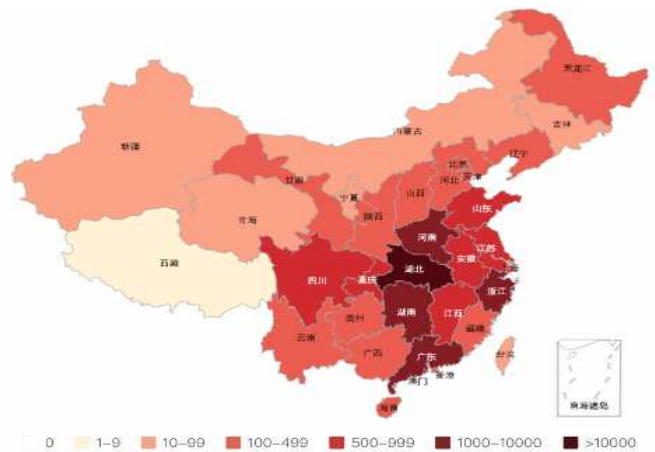 黑龙江
吉林
内蒙古
新疆
辽宁
北京
甘肃
天津
河北
宁夏
山西
青海
山东
陕西
河南
江苏
西藏
安徽
湖北
四川
上海
重庆
浙江
湖南
江西
贵州
福建
云南
台湾
广西
广东
香港
澳门
南海诸岛
海南
0 1-9 10-99 100-499 500-999 1000-10000 >10000